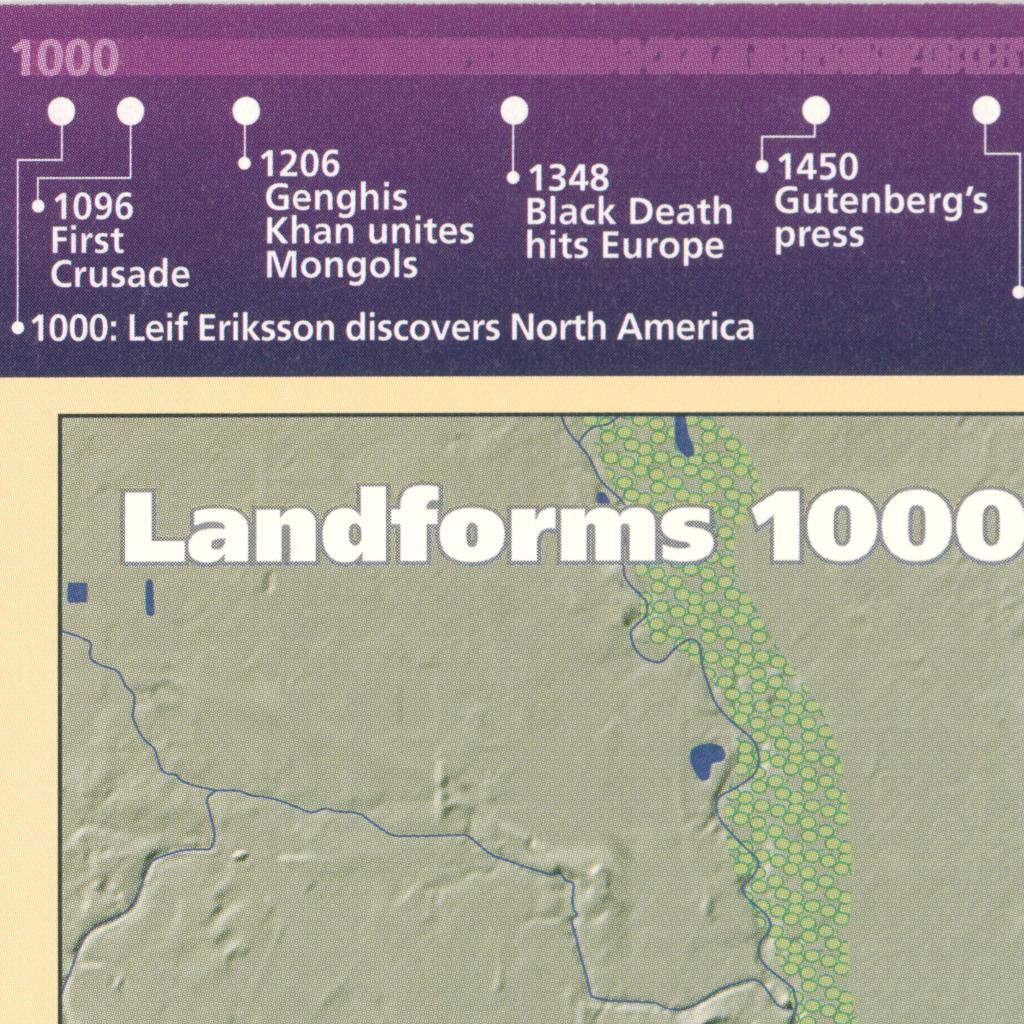 1000
1096
First
Crusade
1206
Genghis
Khan unites
Mongols
1348
Black Death
hits Europe
1450
Gutenberg's
press
1000: Leif Eriksson discovers North America
Landforms 1000